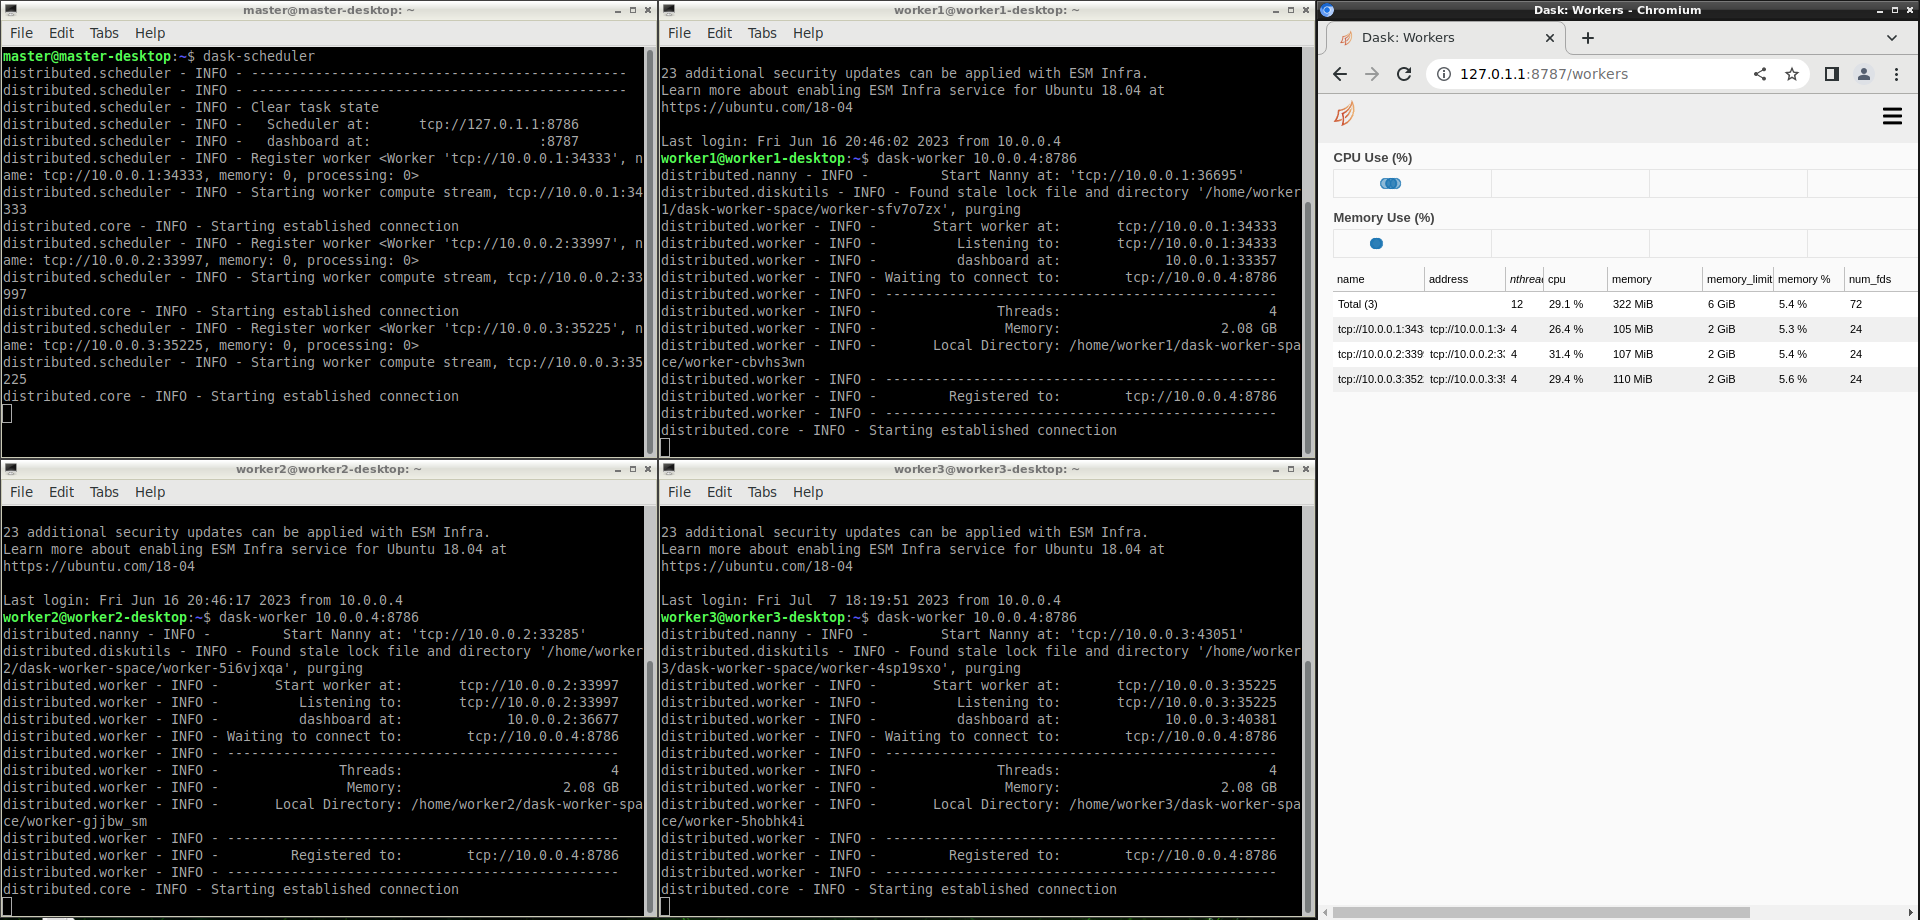 master@master-desktop: ~
File Edit Tabs Help
master@master-desktop:~$ dask-scheduler
distributed.scheduler - INFO - -----------------------------------------------
distributed.scheduler - INFO - -----------------------------------------------
distributed.scheduler - INFO - Clear task state
distributed.scheduler - INFO -   Scheduler at:      tcp://127.0.1.1:8786
distributed.scheduler - INFO -   dashboard at:                     :8787
distributed.scheduler - INFO - Register worker <Worker 'tcp://10.0.0.1:34333', n
ame: tcp://10.0.0.1:34333, memory: 0, processing: 0>
distributed.scheduler - INFO - Starting worker compute stream, tcp://10.0.0.1:34
333
distributed.core - INFO - Starting established connection
distributed.scheduler - INFO - Register worker <Worker 'tcp://10.0.0.2:33997', n
ame: tcp://10.0.0.2:33997, memory: 0, processing: 0>
distributed.scheduler - INFO - Starting worker compute stream, tcp://10.0.0.2:33
997
distributed.core - INFO - Starting established connection
distributed.scheduler - INFO - Register worker <Worker 'tcp://10.0.0.3:35225', n
ame: tcp://10.0.0.3:35225, memory: 0, processing: 0>
distributed.scheduler - INFO - Starting worker compute stream, tcp://10.0.0.3:35
225
distributed.core - INFO - Starting established connection
worker1@worker1-desktop: ~
File Edit Tabs Help
23 additional security updates can be applied with ESM Infra.
Learn more about enabling ESM Infra service for Ubuntu 18.04 at
https://ubuntu.com/18-04
Last login: Fri Jun 16 20:46:02 2023 from 10.0.0.4
worker1@worker1-desktop:~$ dask-worker 10.0.0.4:8786
distributed.nanny - INFO -         Start Nanny at: 'tcp://10.0.0.1:36695'
distributed.diskutils - INFO - Found stale lock file and directory '/home/worker
1/dask-worker-space/worker-sfv7o7zx', purging
distributed.worker - INFO -       Start worker at:       tcp://10.0.0.1:34333
distributed.worker - INFO -          Listening to:       tcp://10.0.0.1:34333
distributed.worker - INFO -          dashboard at:             10.0.0.1:33357
distributed.worker - INFO - Waiting to connect to:        tcp://10.0.0.4:8786
distributed.worker - INFO - -------------------------------------------------
distributed.worker - INFO -               Threads:                          4
distributed.worker - INFO -                Memory:                    2.08 GB
distributed.worker - INFO -       Local Directory: /home/worker1/dask-worker-spa
ce/worker-cbvhs3wn
distributed.worker - INFO - -------------------------------------------------
distributed.worker - INFO -         Registered to:        tcp://10.0.0.4:8786
distributed.worker - INFO - -------------------------------------------------
distributed.core - INFO - Starting established connection
worker2@worker2-desktop: ~
File Edit Tabs Help
23 additional security updates can be applied with ESM Infra.
Learn more about enabling ESM Infra service for Ubuntu 18.04 at
https://ubuntu.com/18-04
Last login: Fri Jun 16 20:46:17 2023 from 10.0.0.4
worker2@worker2-desktop:~$ dask-worker 10.0.0.4:8786
distributed.nanny - INFO -         Start Nanny at: 'tcp://10.0.0.2:33285'
distributed.diskutils - INFO - Found stale lock file and directory '/home/worker
2/dask-worker-space/worker-5i6vjxqa', purging
distributed.worker - INFO -       Start worker at:       tcp://10.0.0.2:33997
distributed.worker - INFO -          Listening to:       tcp://10.0.0.2:33997
distributed.worker - INFO -          dashboard at:             10.0.0.2:36677
distributed.worker - INFO - Waiting to connect to:        tcp://10.0.0.4:8786
distributed.worker - INFO - -------------------------------------------------
distributed.worker - INFO -               Threads:                          4
distributed.worker - INFO -                Memory:                    2.08 GB
distributed.worker - INFO -       Local Directory: /home/worker2/dask-worker-spa
ce/worker-gjjbw_sm
distributed.worker - INFO - -------------------------------------------------
distributed.worker - INFO -         Registered to:        tcp://10.0.0.4:8786
distributed.worker - INFO - -------------------------------------------------
distributed.core - INFO - Starting established connection
worker3@worker3-desktop: ~
File Edit Tabs Help
23 additional security updates can be applied with ESM Infra.
Learn more about enabling ESM Infra service for Ubuntu 18.04 at
https://ubuntu.com/18-04
Last login: Fri Jul  7 18:19:51 2023 from 10.0.0.4
worker3@worker3-desktop:~$ dask-worker 10.0.0.4:8786
distributed.nanny - INFO -         Start Nanny at: 'tcp://10.0.0.3:43051'
distributed.diskutils - INFO - Found stale lock file and directory '/home/worker
3/dask-worker-space/worker-4sp19sxo', purging
distributed.worker - INFO -       Start worker at:       tcp://10.0.0.3:35225
distributed.worker - INFO -          Listening to:       tcp://10.0.0.3:35225
distributed.worker - INFO -          dashboard at:             10.0.0.3:40381
distributed.worker - INFO - Waiting to connect to:        tcp://10.0.0.4:8786
distributed.worker - INFO - -------------------------------------------------
distributed.worker - INFO -               Threads:                          4
distributed.worker - INFO -                Memory:                    2.08 GB
distributed.worker - INFO -       Local Directory: /home/worker3/dask-worker-spa
ce/worker-5hobhk4i
distributed.worker - INFO - -------------------------------------------------
distributed.worker - INFO -         Registered to:        tcp://10.0.0.4:8786
distributed.worker - INFO - -------------------------------------------------
distributed.core - INFO - Starting established connection
Dask: Workers - Chromium
Dask: Workers
127.0.1.1:8787/workers
CPU Use (%)
Memory Use (%)
name address nthrea cpu memory memory_limit memory % num_fds
Total (3) 12 29.1 % 322 MiB 6 GiB 5.4 % 72
tcp://10.0.0.1:343 tcp://10.0.0.1:34 4 26.4 % 105 MiB 2 GiB 5.3 % 24
tcp://10.0.0.2:339 tcp://10.0.0.2:33 4 31.4 % 107 MiB 2 GiB 5.4 % 24
tcp://10.0.0.3:352 tcp://10.0.0.3:35 4 29.4 % 110 MiB 2 GiB 5.6 % 24